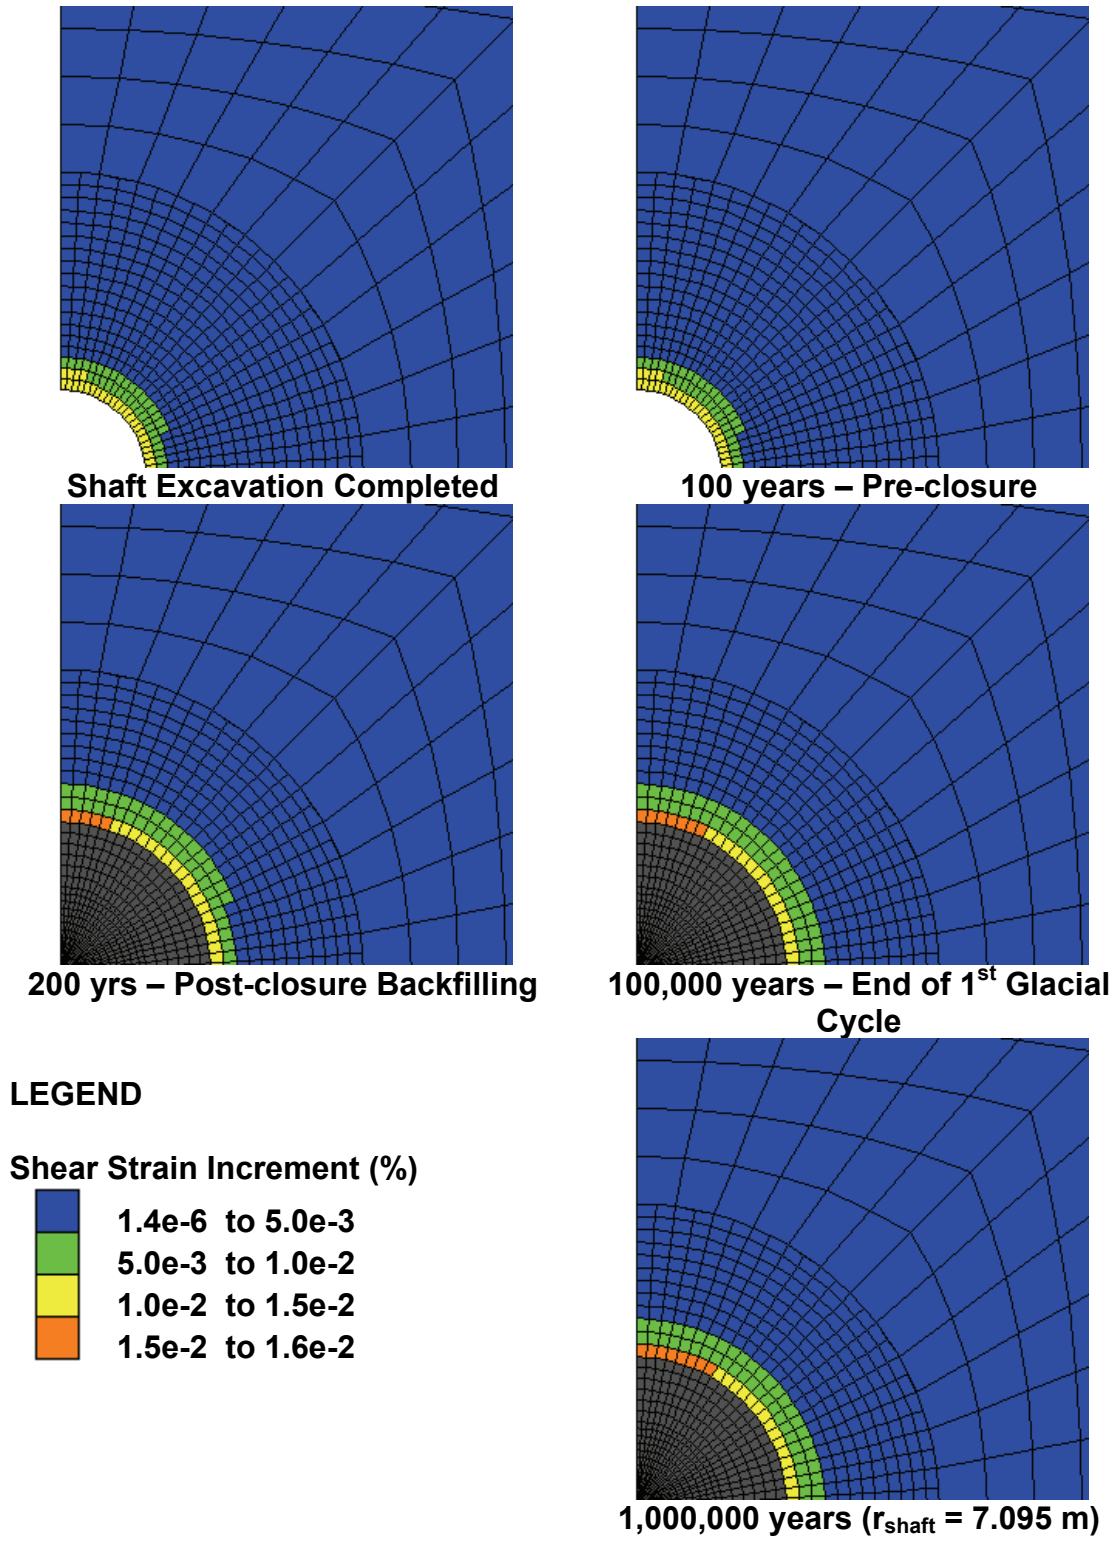 Shaft Excavation Completed
100 years – Pre-closure
200 yrs – Post-closure Backfilling
100,000 years – End of 1st Glacial
Cycle
LEGEND
Shear Strain Increment (%)
1.4e-6 to 5.0e-3
5.0e-3 to 1.0e-2
1.0e-2 to 1.5e-2
1.5e-2 to 1.6e-2
1,000,000 years (rshaft = 7.095 m)